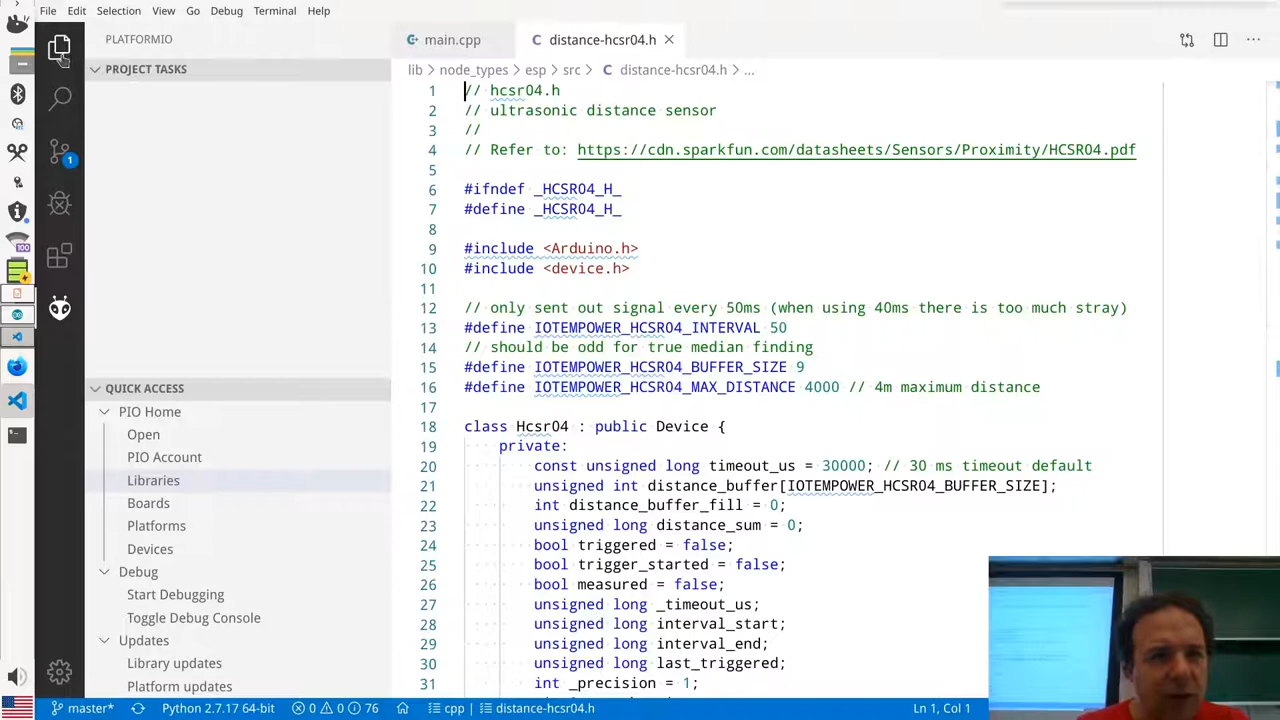 File Edit Selection View Go Debug Terminal Help
PLATFORMIO
PROJECT TASKS
QUICK ACCESS
PIO Home
Open
PIO Account
Libraries
Boards
Platforms
Devices
Debug
Start Debugging
Toggle Debug Console
Updates
Library updates
Platform updates
1
100
main.cpp
C distance-hcsr04.h
lib › node_types › esp › src › C distance-hcsr04.h › ...
1 // hcsr04.h
2 // ultrasonic distance sensor
3 //
4 // Refer to: https://cdn.sparkfun.com/datasheets/Sensors/Proximity/HCSR04.pdf
5
6 #ifndef _HCSR04_H_
7 #define _HCSR04_H_
8
9 #include <Arduino.h>
10 #include <device.h>
11
12 // only sent out signal every 50ms (when using 40ms there is too much stray)
13 #define IOTEMPOWER_HCSR04_INTERVAL 50
14 // should be odd for true median finding
15 #define IOTEMPOWER_HCSR04_BUFFER_SIZE 9
16 #define IOTEMPOWER_HCSR04_MAX_DISTANCE 4000 // 4m maximum distance
17
18 class Hcsr04 : public Device {
19 private:
20 const unsigned long timeout_us = 30000; // 30 ms timeout default
21 unsigned int distance_buffer[IOTEMPOWER_HCSR04_BUFFER_SIZE];
22 int distance_buffer_fill = 0;
23 unsigned long distance_sum = 0;
24 bool triggered = false;
25 bool trigger_started = false;
26 bool measured = false;
27 unsigned long _timeout_us;
28 unsigned long interval_start;
29 unsigned long interval_end;
30 unsigned long last_triggered;
31 int _precision = 1;
master* Python 2.7.17 64-bit 0 0 76 cpp | distance-hcsr04.h Ln 1, Col 1